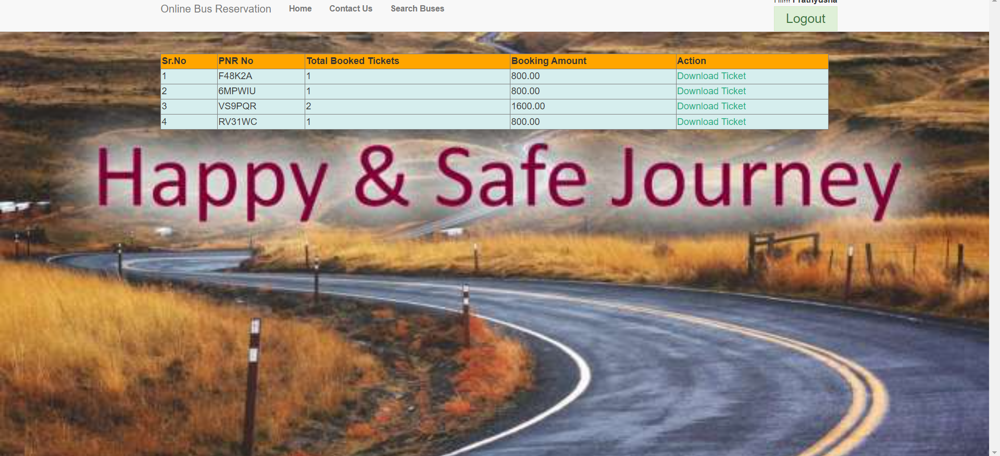 Hi!!! Prathyusha
Online Bus Reservation Home Contact Us Search Buses
Logout
Sr.No PNR No Total Booked Tickets Booking Amount Action
1 F48K2A 1 800.00 Download Ticket
2 6MPWIU 1 800.00 Download Ticket
3 VS9PQR 2 1600.00 Download Ticket
4 RV31WC 1 800.00 Download Ticket
Happy & Safe Journey